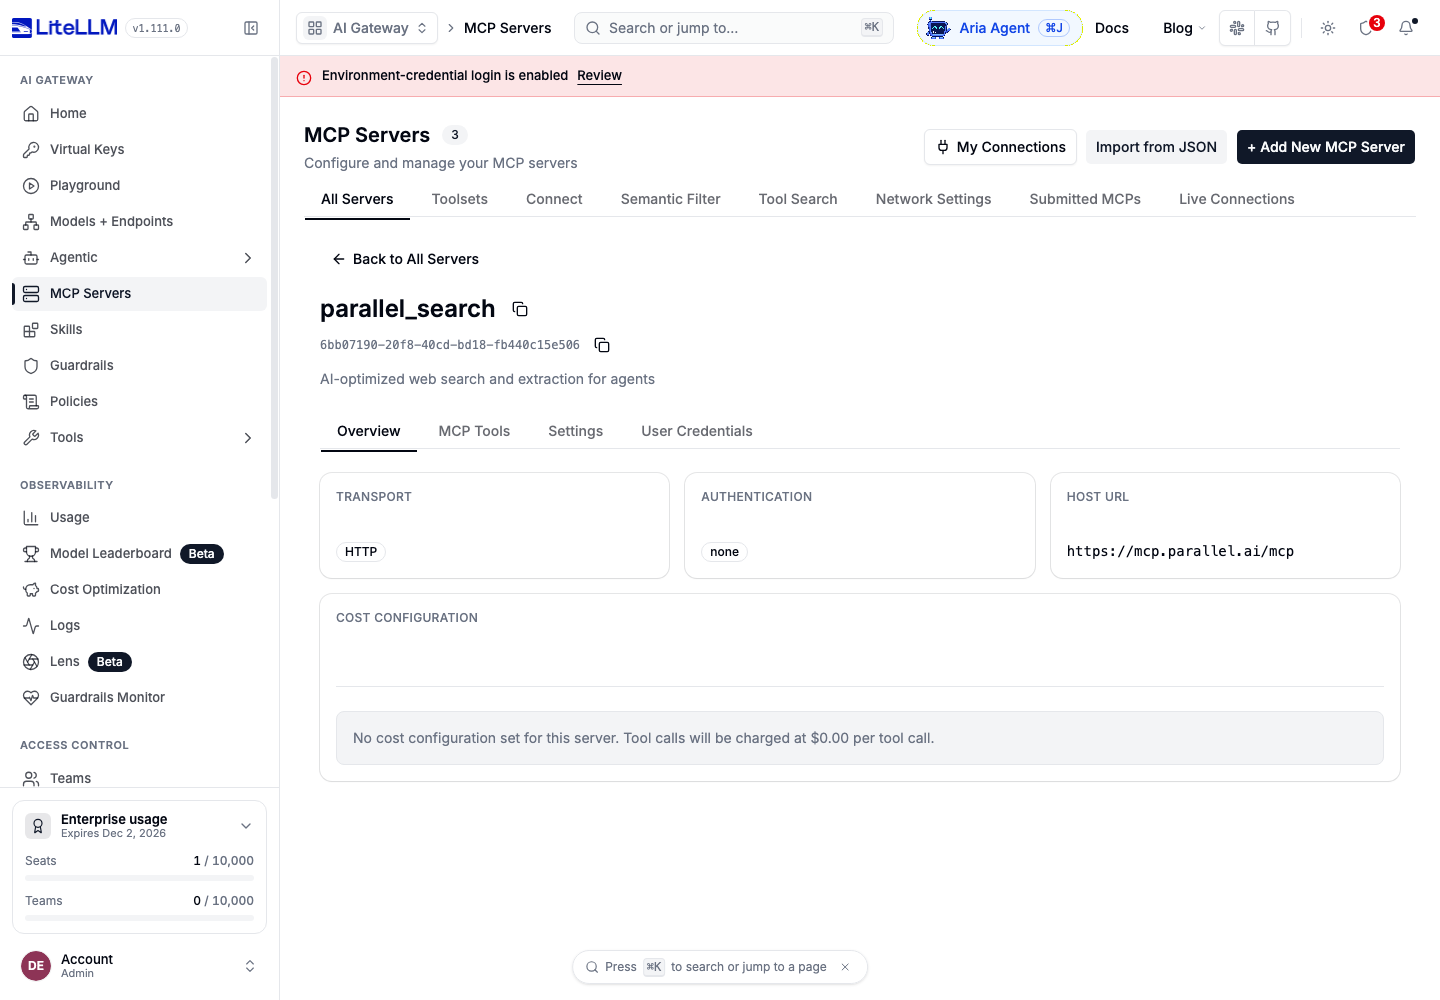 LiteLLM v1.111.0
AI Gateway
MCP Servers
Search or jump to... ⌘K
Aria Agent ⌘J
Docs
Blog
3
Environment-credential login is enabled Review
AI GATEWAY
Home
Virtual Keys
Playground
Models + Endpoints
Agentic
MCP Servers
Skills
Guardrails
Policies
Tools
OBSERVABILITY
Usage
Model Leaderboard Beta
Cost Optimization
Logs
Lens Beta
Guardrails Monitor
ACCESS CONTROL
Teams
Enterprise usage
Expires Dec 2, 2026
Seats 1 / 10,000
Teams 0 / 10,000
DE
Account
Admin
MCP Servers 3
Configure and manage your MCP servers
My Connections
Import from JSON
+ Add New MCP Server
All Servers Toolsets Connect Semantic Filter Tool Search Network Settings Submitted MCPs Live Connections
Back to All Servers
parallel_search
6bb07190-20f8-40cd-bd18-fb440c15e506
AI-optimized web search and extraction for agents
Overview MCP Tools Settings User Credentials
TRANSPORT
HTTP
AUTHENTICATION
none
HOST URL
https://mcp.parallel.ai/mcp
COST CONFIGURATION
No cost configuration set for this server. Tool calls will be charged at $0.00 per tool call.
Press ⌘K to search or jump to a page